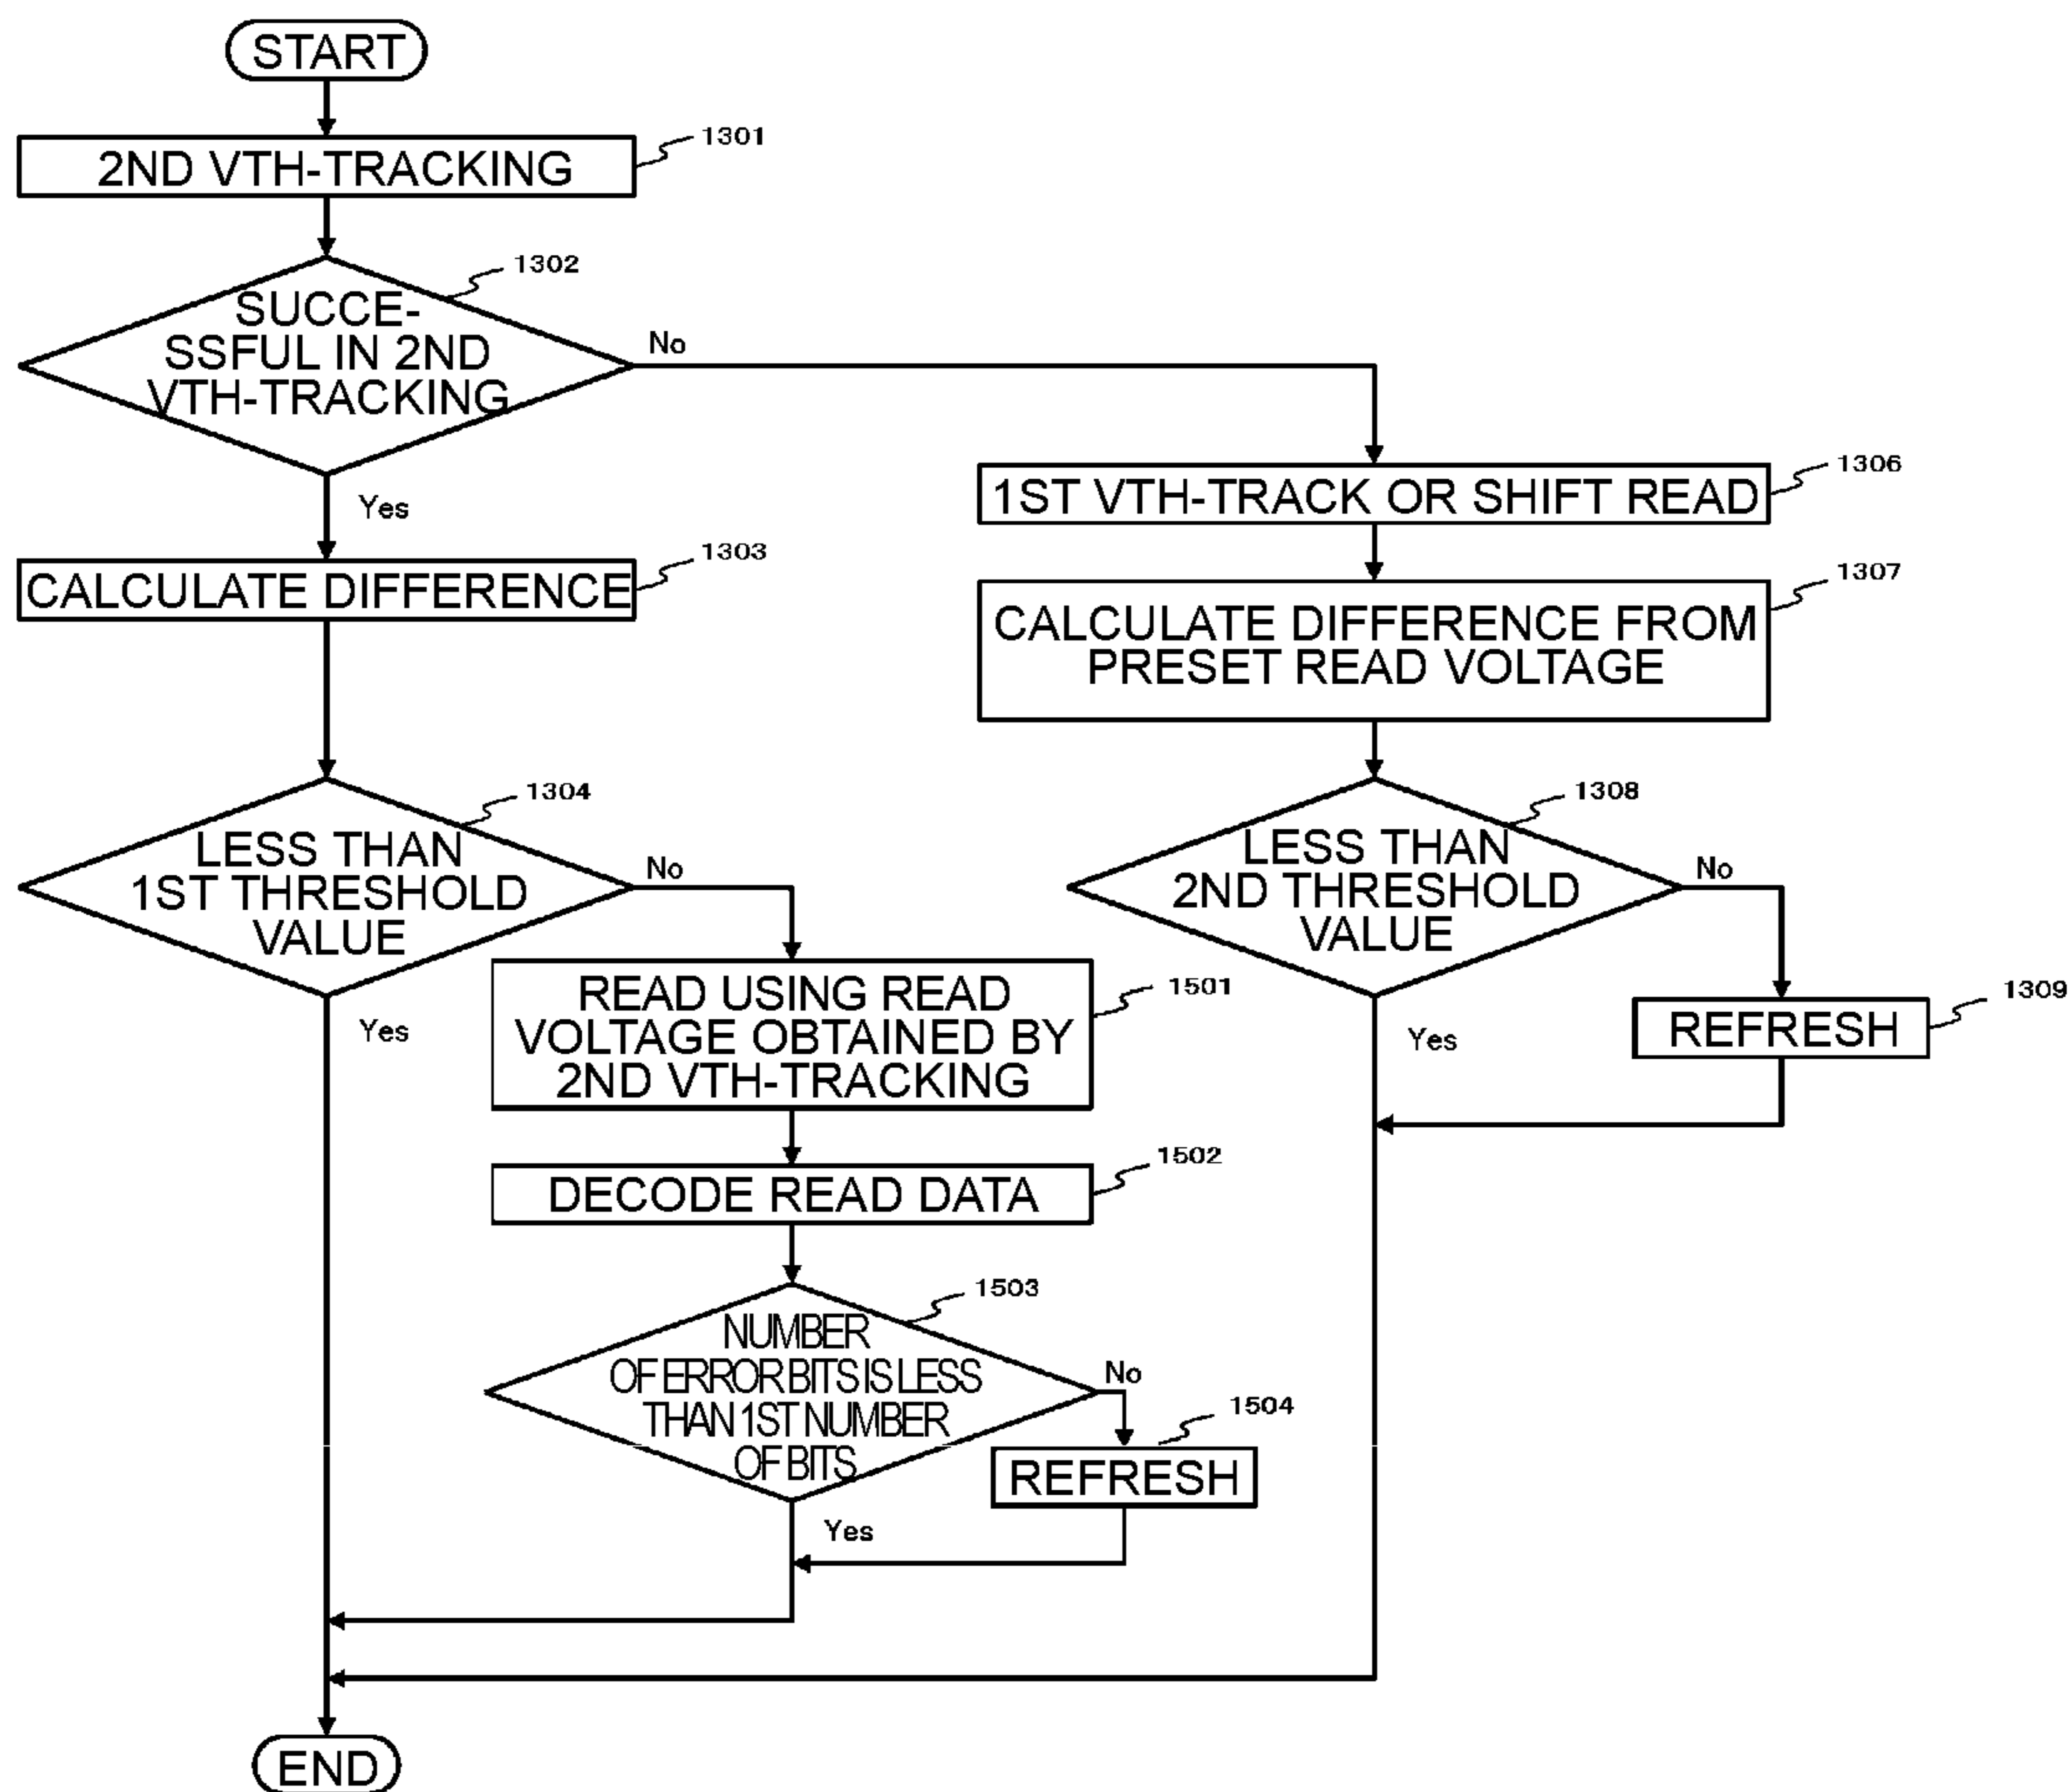 START
2ND VTH-TRACKING
1301
1302
SUCCE-
SSFUL IN 2ND
VTH-TRACKING
No
Yes
1303
CALCULATE DIFFERENCE
1304
LESS THAN
1ST THRESHOLD
VALUE
No
Yes
1501
READ USING READ
VOLTAGE OBTAINED BY
2ND VTH-TRACKING
1502
DECODE READ DATA
1503
NUMBER
OF ERROR BITS IS LESS
THAN 1ST NUMBER
OF BITS
No
1504
REFRESH
Yes
1306
1ST VTH-TRACK OR SHIFT READ
1307
CALCULATE DIFFERENCE FROM
PRESET READ VOLTAGE
1308
LESS THAN
2ND THRESHOLD
VALUE
No
Yes
1309
REFRESH
END